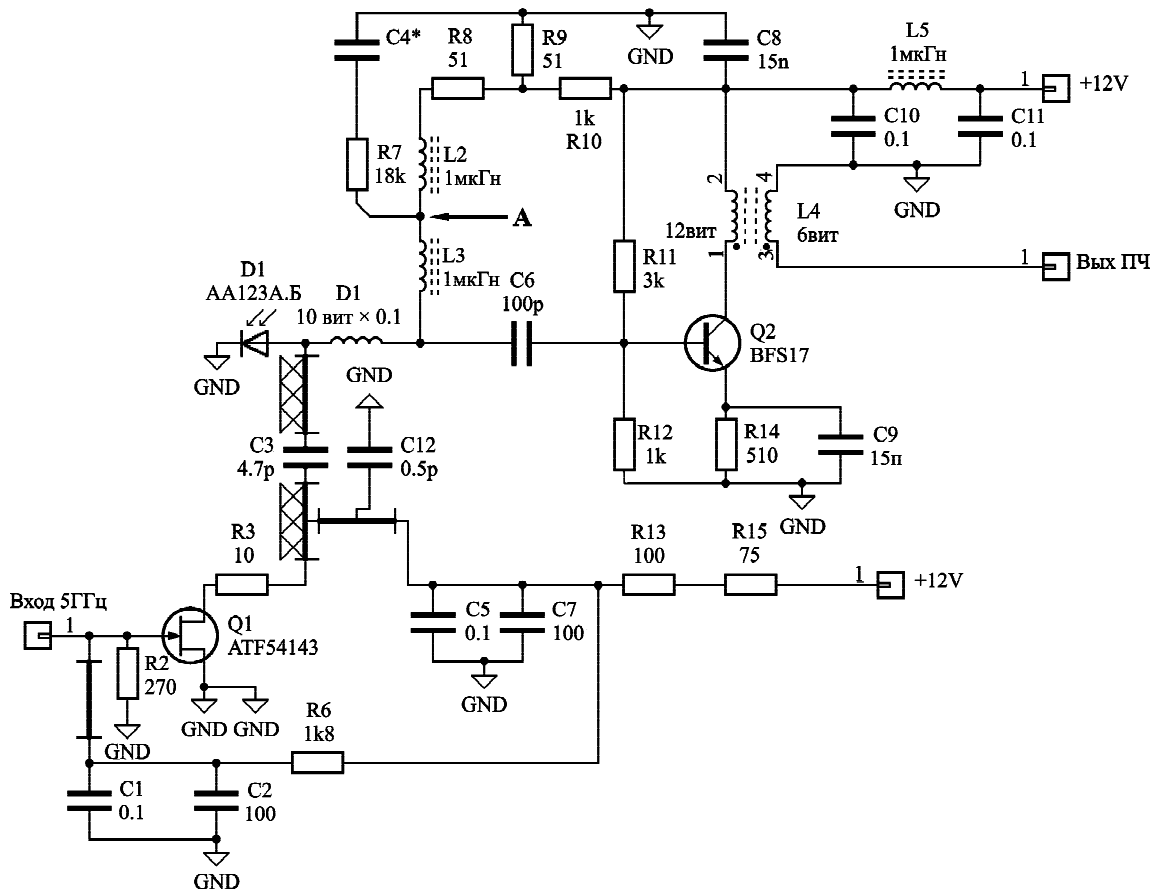 C4*
R8
51
R9
51
GND
GND
C8
15n
L5
1мкГн
1
+12V
1k
R10
C10
0.1
C11
0.1
R7
18k
L2
1мкГн
GND
A
2
4
12вит
L4
6вит
1
3
L3
1мкГн
R11
3k
1
Вых ПЧ
D1
АА123А.Б
D1
10 вит × 0.1
C6
100p
Q2
BFS17
GND
GND
C3
4.7p
C12
0.5p
R12
1k
R14
510
C9
15п
GND
R3
10
R13
100
R15
75
1
+12V
Вход 5ГГц
1
Q1
ATF54143
C5
0.1
C7
100
R2
270
GND
GND
GND
GND
R6
1k8
C1
0.1
C2
100
GND